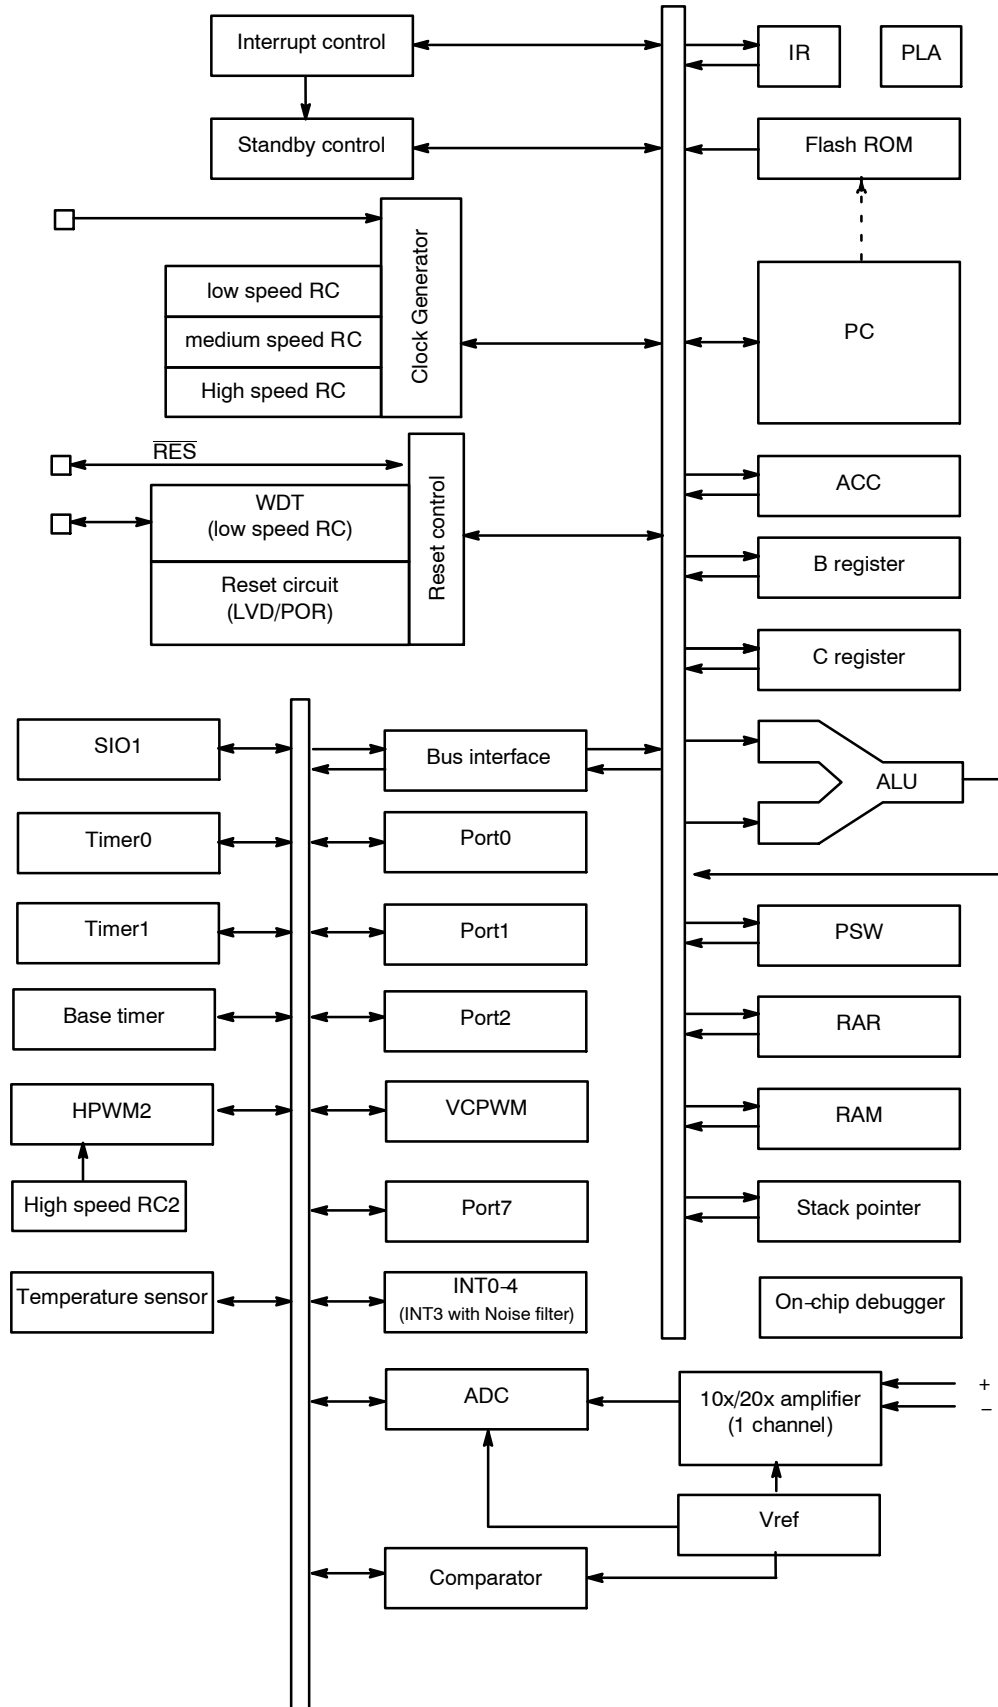 Interrupt control
IR
PLA
Standby control
Flash ROM
Clock Generator
low speed RC
medium speed RC
High speed RC
PC
RES
Reset control
WDT
(low speed RC)
Reset circuit
(LVD/POR)
ACC
B register
C register
SIO1
Bus interface
ALU
Timer0
Port0
Timer1
Port1
PSW
Base timer
Port2
RAR
HPWM2
VCPWM
RAM
High speed RC2
Port7
Stack pointer
Temperature sensor
INT0-4
(INT3 with Noise filter)
On-chip debugger
ADC
10x/20x amplifier
(1 channel)
+
−
Vref
Comparator